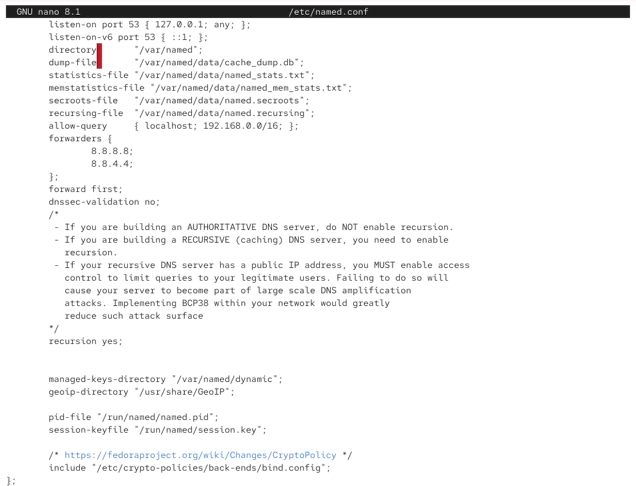 GNU nano 8.1 /etc/named.conf
listen-on port 53 { 127.0.0.1; any; };
listen-on-v6 port 53 { ::1; };
directory "/var/named";
dump-file "/var/named/data/cache_dump.db";
statistics-file "/var/named/data/named_stats.txt";
memstatistics-file "/var/named/data/named_mem_stats.txt";
secroots-file "/var/named/data/named.secroots";
recursing-file "/var/named/data/named.recursing";
allow-query { localhost; 192.168.0.0/16; };
forwarders {
8.8.8.8;
8.8.4.4;
};
forward first;
dnssec-validation no;
/*
- If you are building an AUTHORITATIVE DNS server, do NOT enable recursion.
- If you are building a RECURSIVE (caching) DNS server, you need to enable
recursion.
- If your recursive DNS server has a public IP address, you MUST enable access
control to limit queries to your legitimate users. Failing to do so will
cause your server to become part of large scale DNS amplification
attacks. Implementing BCP38 within your network would greatly
reduce such attack surface
*/
recursion yes;
managed-keys-directory "/var/named/dynamic";
geoip-directory "/usr/share/GeoIP";
pid-file "/run/named/named.pid";
session-keyfile "/run/named/session.key";
/* https://fedoraproject.org/wiki/Changes/CryptoPolicy */
include "/etc/crypto-policies/back-ends/bind.config";
};